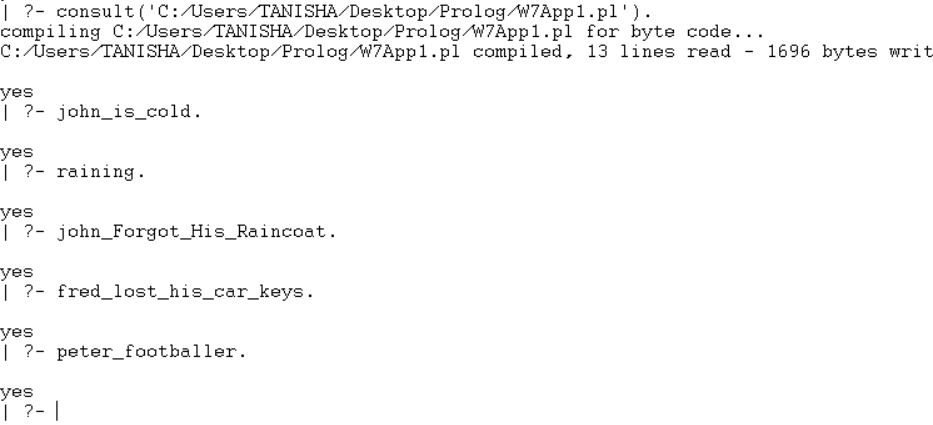 | ?- consult('C:/Users/TANISHA/Desktop/Prolog/W7App1.pl').
compiling C:/Users/TANISHA/Desktop/Prolog/W7App1.pl for byte code...
C:/Users/TANISHA/Desktop/Prolog/W7App1.pl compiled, 13 lines read - 1696 bytes writ
yes
| ?- john_is_cold.
yes
| ?- raining.
yes
| ?- john_Forgot_His_Raincoat.
yes
| ?- fred_lost_his_car_keys.
yes
| ?- peter_footballer.
yes
| ?-